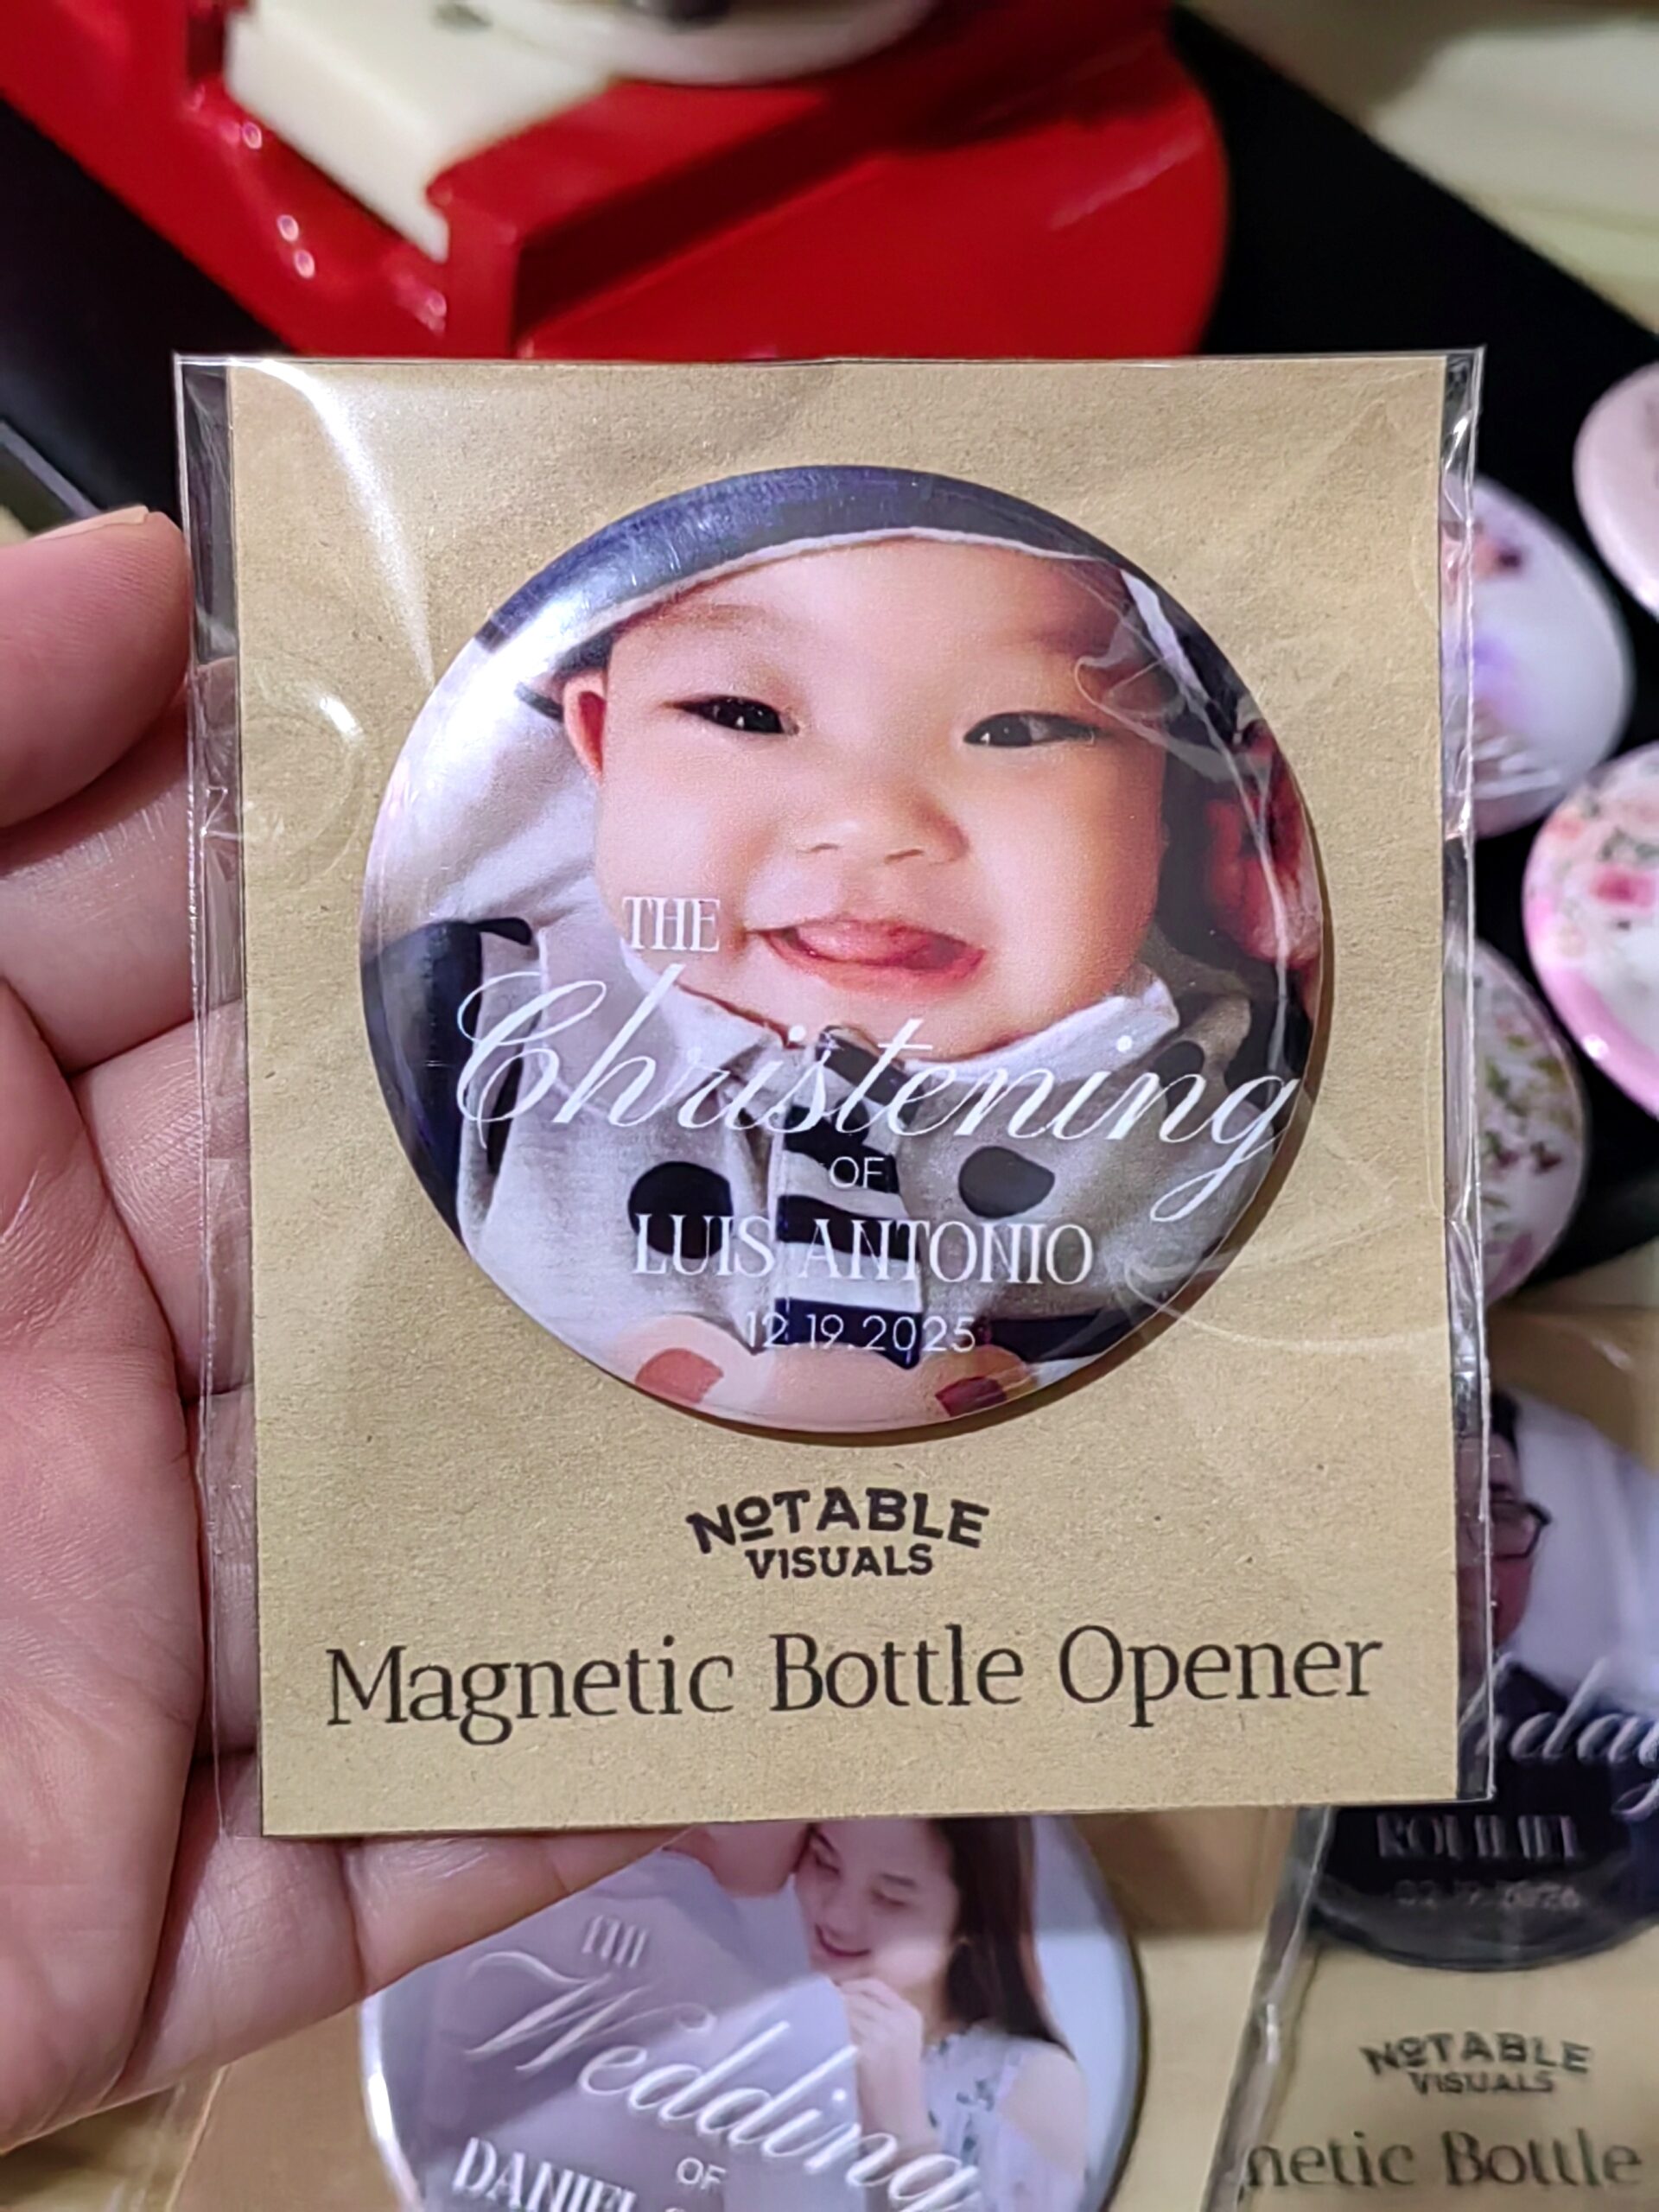 THE
Christening
OF
LUIS ANTONIO
12.19.2025
NOTABLE
VISUALS
Magnetic Bottle Opener
Wedding
OF
DANIEL
NOTABLE
VISUALS
netic Bottle